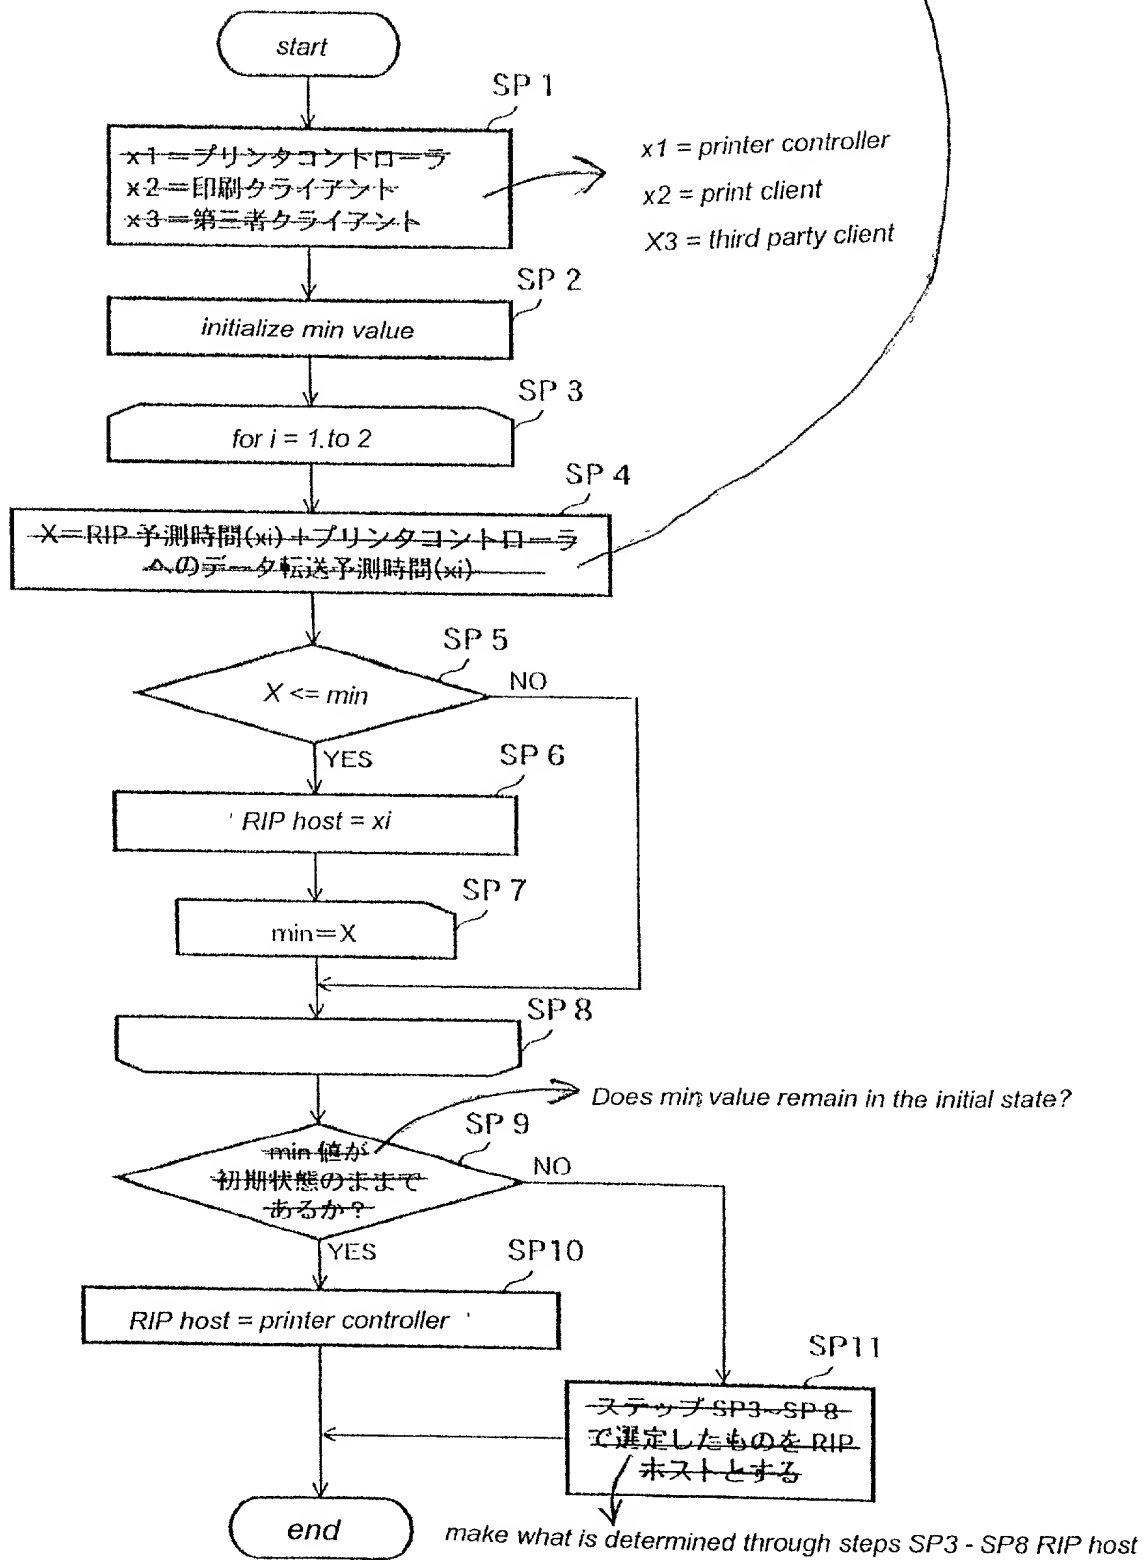 start
SP 1
x1=プリンタコントローラ
x2=印刷クライアント
x3=第三者クライアント
x1 = printer controller
x2 = print client
X3 = third party client
SP 2
initialize min value
SP 3
for i = 1.to 2
SP 4
X=RIP 予測時間(xi)+プリンタコントローラ
へのデータ転送予測時間(xi)
SP 5
X <= min
NO
YES
SP 6
RIP host = xi
SP 7
min=X
SP 8
Does min value remain in the initial state?
SP 9
min 値が
初期状態のままで
あるか?
NO
YES
SP10
RIP host = printer controller
SP11
ステップ SP3~SP 8
で選定したものを RIP
ホストとする
end
make what is determined through steps SP3 - SP8 RIP host